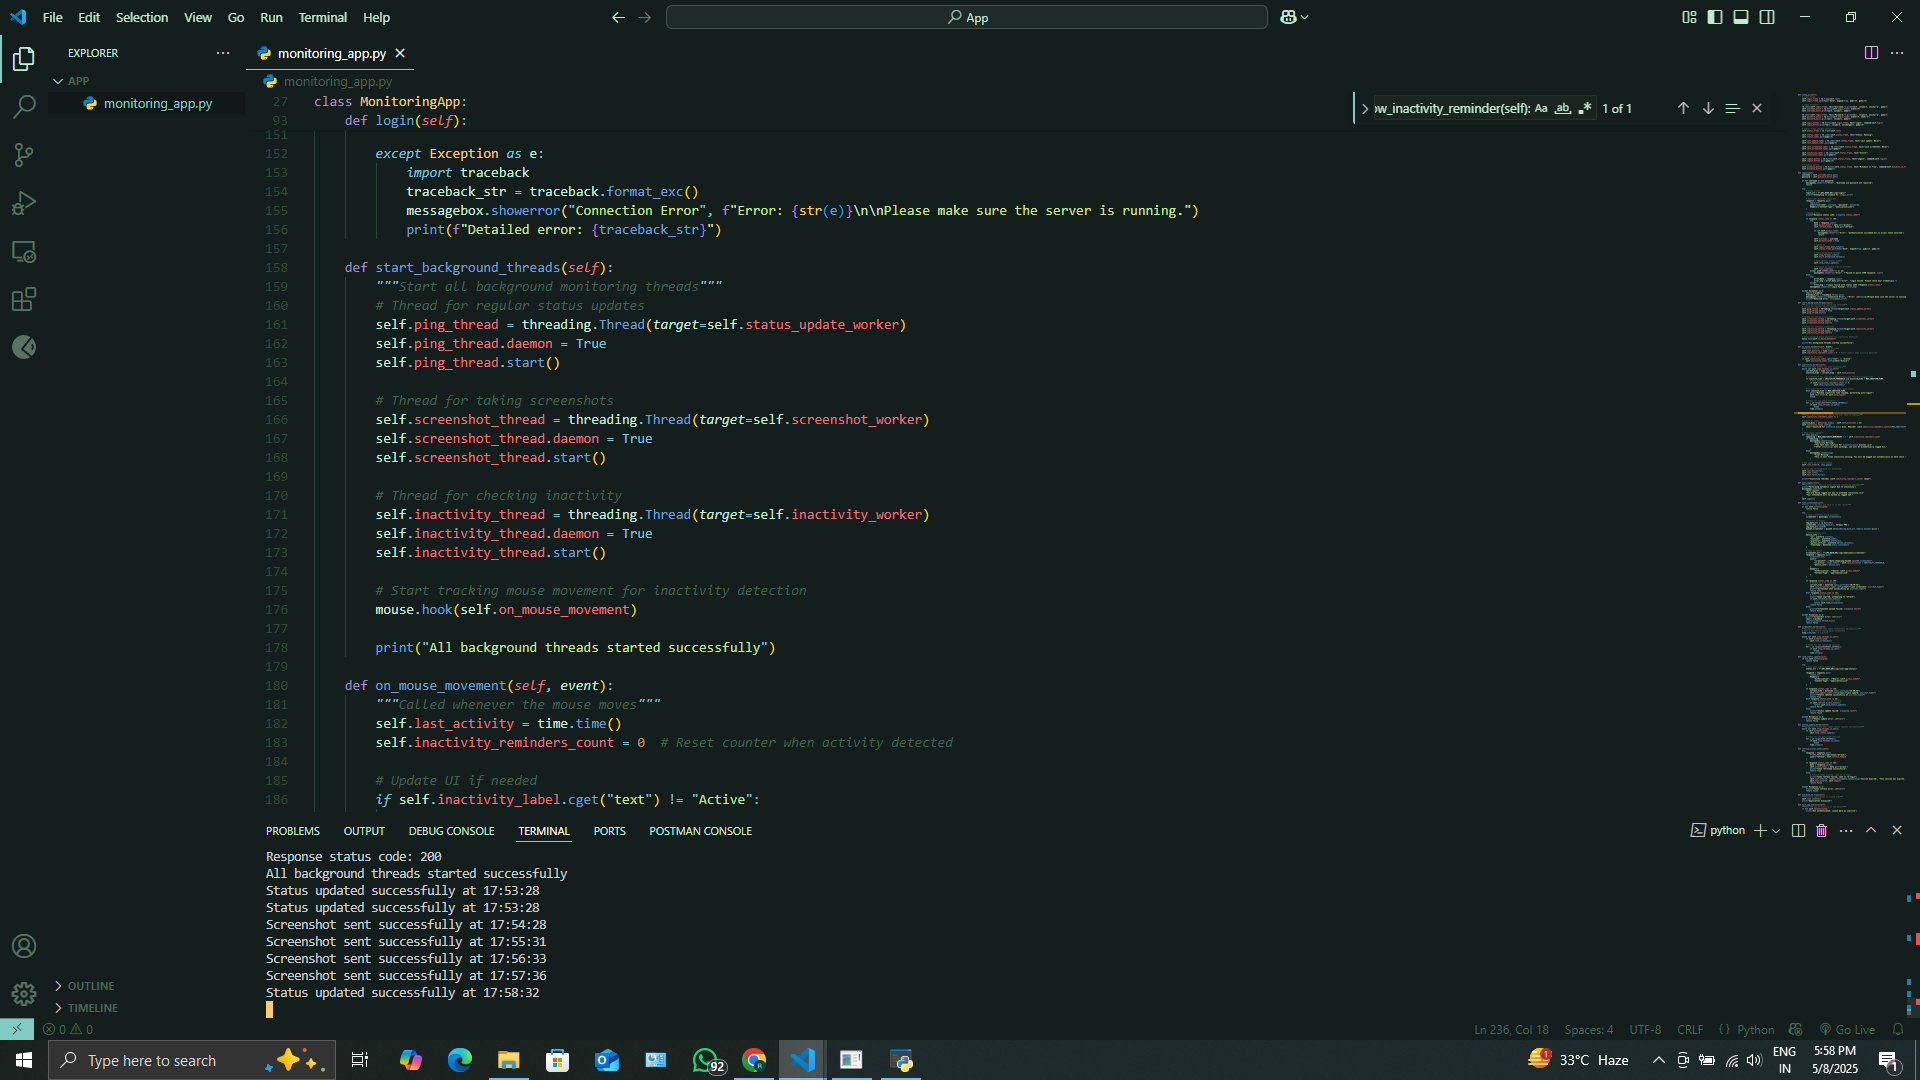 File Edit Selection View Go Run Terminal Help
App
EXPLORER
APP
monitoring_app.py
monitoring_app.py
monitoring_app.py
ow_inactivity_reminder(self): Aa ab .* 1 of 1
27 class MonitoringApp:
93 def login(self):
151
152 except Exception as e:
153 import traceback
154 traceback_str = traceback.format_exc()
155 messagebox.showerror("Connection Error", f"Error: {str(e)}\n\nPlease make sure the server is running.")
156 print(f"Detailed error: {traceback_str}")
157
158 def start_background_threads(self):
159 """Start all background monitoring threads"""
160 # Thread for regular status updates
161 self.ping_thread = threading.Thread(target=self.status_update_worker)
162 self.ping_thread.daemon = True
163 self.ping_thread.start()
164
165 # Thread for taking screenshots
166 self.screenshot_thread = threading.Thread(target=self.screenshot_worker)
167 self.screenshot_thread.daemon = True
168 self.screenshot_thread.start()
169
170 # Thread for checking inactivity
171 self.inactivity_thread = threading.Thread(target=self.inactivity_worker)
172 self.inactivity_thread.daemon = True
173 self.inactivity_thread.start()
174
175 # Start tracking mouse movement for inactivity detection
176 mouse.hook(self.on_mouse_movement)
177
178 print("All background threads started successfully")
179
180 def on_mouse_movement(self, event):
181 """Called whenever the mouse moves"""
182 self.last_activity = time.time()
183 self.inactivity_reminders_count = 0 # Reset counter when activity detected
184
185 # Update UI if needed
186 if self.inactivity_label.cget("text") != "Active":
PROBLEMS OUTPUT DEBUG CONSOLE TERMINAL PORTS POSTMAN CONSOLE
python
Response status code: 200
All background threads started successfully
Status updated successfully at 17:53:28
Status updated successfully at 17:53:28
Screenshot sent successfully at 17:54:28
Screenshot sent successfully at 17:55:31
Screenshot sent successfully at 17:56:33
Screenshot sent successfully at 17:57:36
Status updated successfully at 17:58:32
OUTLINE
TIMELINE
0 0
Ln 236, Col 18 Spaces: 4 UTF-8 CRLF {} Python Go Live
Type here to search
92
1
33°C Haze
ENG
IN
5:58 PM
5/8/2025
1